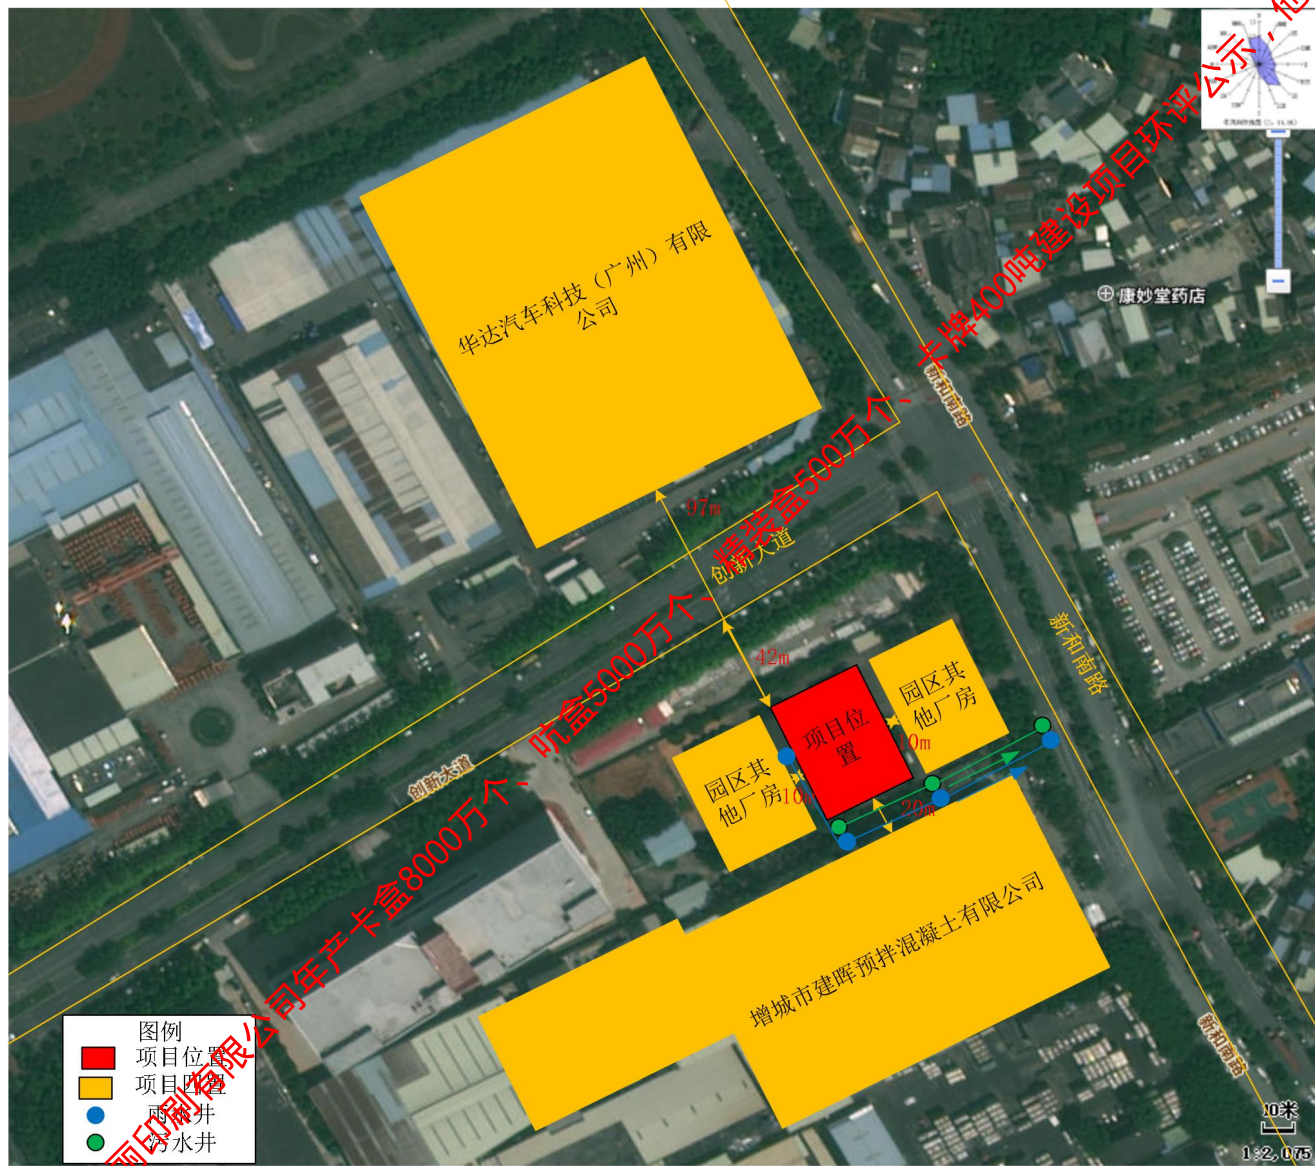 华达汽车科技（广州）有限
公司
康妙堂药店
新和南路
97m
创新大道
42m
新和南路
园区其
他厂房
项目位
置
10m
园区其
他厂房
10m
20m
创新大道
增城市建晖预拌混凝土有限公司
新和南路
图例
项目位置
项目四置
雨水井
污水井
10米
1:2,075
雨印刷有限公司年产卡盒8000万个、吭盒5000万个、精装盒500万个、卡牌400吨建设项目环评公示，他